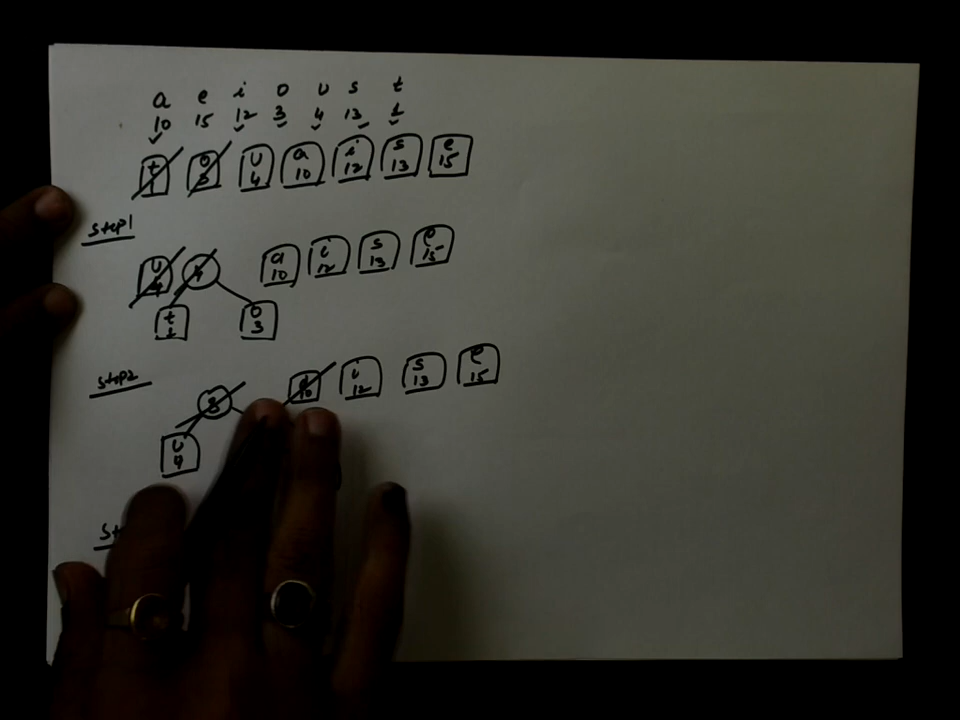 a e i o u s t
10 15 12 3 4 13 1
t o u a i s e
1 3 4 10 12 13 15
Step1
u 4 a i s e
4 10 12 13 15
t o
1 3
Step2
8 a i s e
10 12 13 15
u
4
St